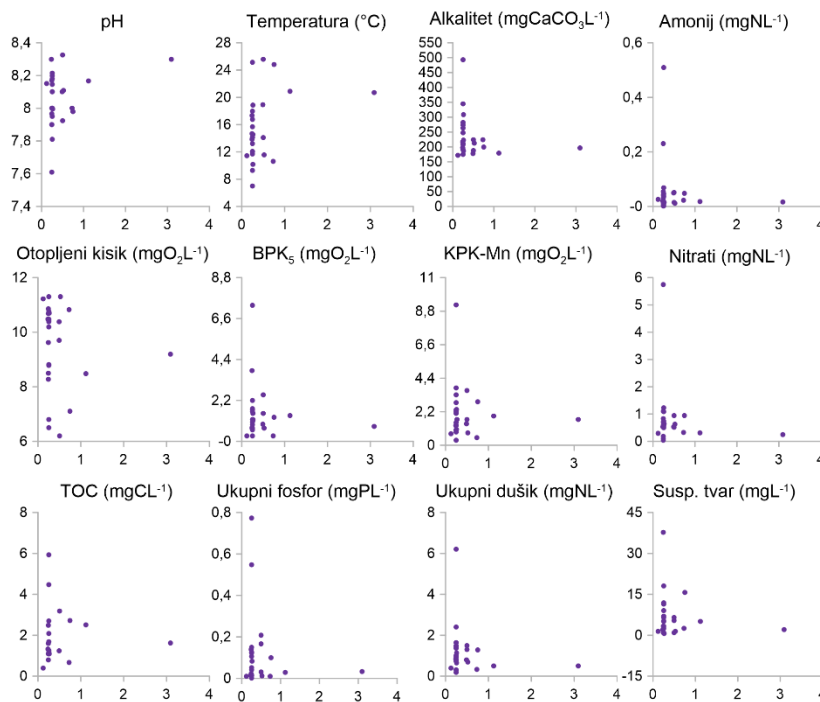 pH
8,4
8,2
8
7,8
7,6
7,4
0 1 2 3 4
Temperatura (°C)
28
24
20
16
12
8
4
0 1 2 3 4
Alkalitet (mgCaCO₃L⁻¹)
550
500
450
400
350
300
250
200
150
100
50
0
0 1 2 3 4
Amonij (mgNL⁻¹)
0,6
0,4
0,2
-0
0 1 2 3 4
Otopljeni kisik (mgO₂L⁻¹)
12
10
8
6
0 1 2 3 4
BPK₅ (mgO₂L⁻¹)
8,8
6,6
4,4
2,2
-0
0 1 2 3 4
KPK-Mn (mgO₂L⁻¹)
11
8,8
6,6
4,4
2,2
0
0 1 2 3 4
Nitrati (mgNL⁻¹)
6
5
4
3
2
1
0
0 1 2 3 4
TOC (mgCL⁻¹)
8
6
4
2
0
0 1 2 3 4
Ukupni fosfor (mgPL⁻¹)
0,8
0,6
0,4
0,2
0
0 1 2 3 4
Ukupni dušik (mgNL⁻¹)
8
6
4
2
0
0 1 2 3 4
Susp. tvar (mgL⁻¹)
45
30
15
0
-15
0 1 2 3 4